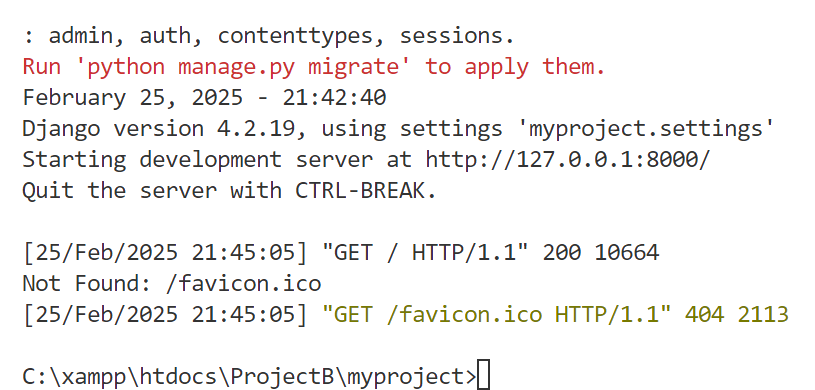 : admin, auth, contenttypes, sessions.
Run 'python manage.py migrate' to apply them.
February 25, 2025 - 21:42:40
Django version 4.2.19, using settings 'myproject.settings'
Starting development server at http://127.0.0.1:8000/
Quit the server with CTRL-BREAK.
[25/Feb/2025 21:45:05] "GET / HTTP/1.1" 200 10664
Not Found: /favicon.ico
[25/Feb/2025 21:45:05] "GET /favicon.ico HTTP/1.1" 404 2113
C:\xampp\htdocs\ProjectB\myproject>